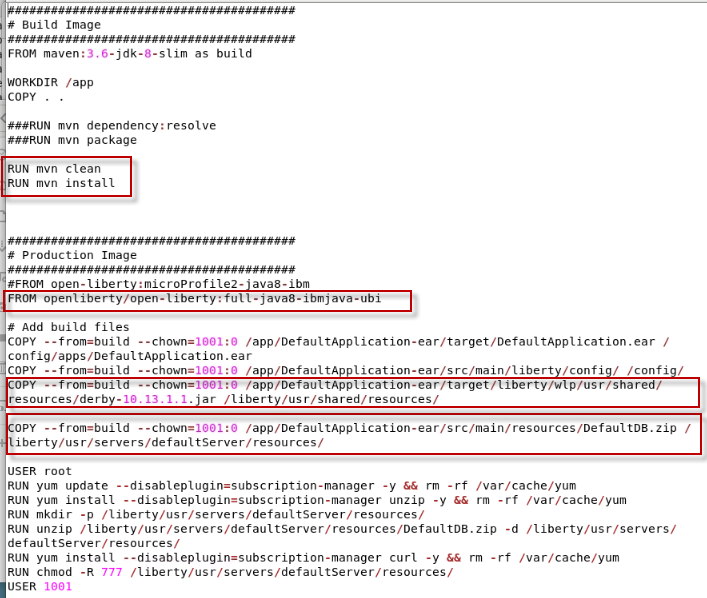 ########################################
# Build Image
########################################
FROM maven:3.6-jdk-8-slim as build
WORKDIR /app
COPY . .
###RUN mvn dependency:resolve
###RUN mvn package
RUN mvn clean
RUN mvn install
########################################
# Production Image
########################################
#FROM open-liberty:microProfile2-java8-ibm
FROM openliberty/open-liberty:full-java8-ibmjava-ubi
# Add build files
COPY --from=build --chown=1001:0 /app/DefaultApplication-ear/target/DefaultApplication.ear /
config/apps/DefaultApplication.ear
COPY --from=build --chown=1001:0 /app/DefaultApplication-ear/src/main/liberty/config/ /config/
COPY --from=build --chown=1001:0 /app/DefaultApplication-ear/target/liberty/wlp/usr/shared/
resources/derby-10.13.1.1.jar /liberty/usr/shared/resources/
COPY --from=build --chown=1001:0 /app/DefaultApplication-ear/src/main/resources/DefaultDB.zip /
liberty/usr/servers/defaultServer/resources/
USER root
RUN yum update --disableplugin=subscription-manager -y && rm -rf /var/cache/yum
RUN yum install --disableplugin=subscription-manager unzip -y && rm -rf /var/cache/yum
RUN mkdir -p /liberty/usr/servers/defaultServer/resources/
RUN unzip /liberty/usr/servers/defaultServer/resources/DefaultDB.zip -d /liberty/usr/servers/
defaultServer/resources/
RUN yum install --disableplugin=subscription-manager curl -y && rm -rf /var/cache/yum
RUN chmod -R 777 /liberty/usr/servers/defaultServer/resources/
USER 1001